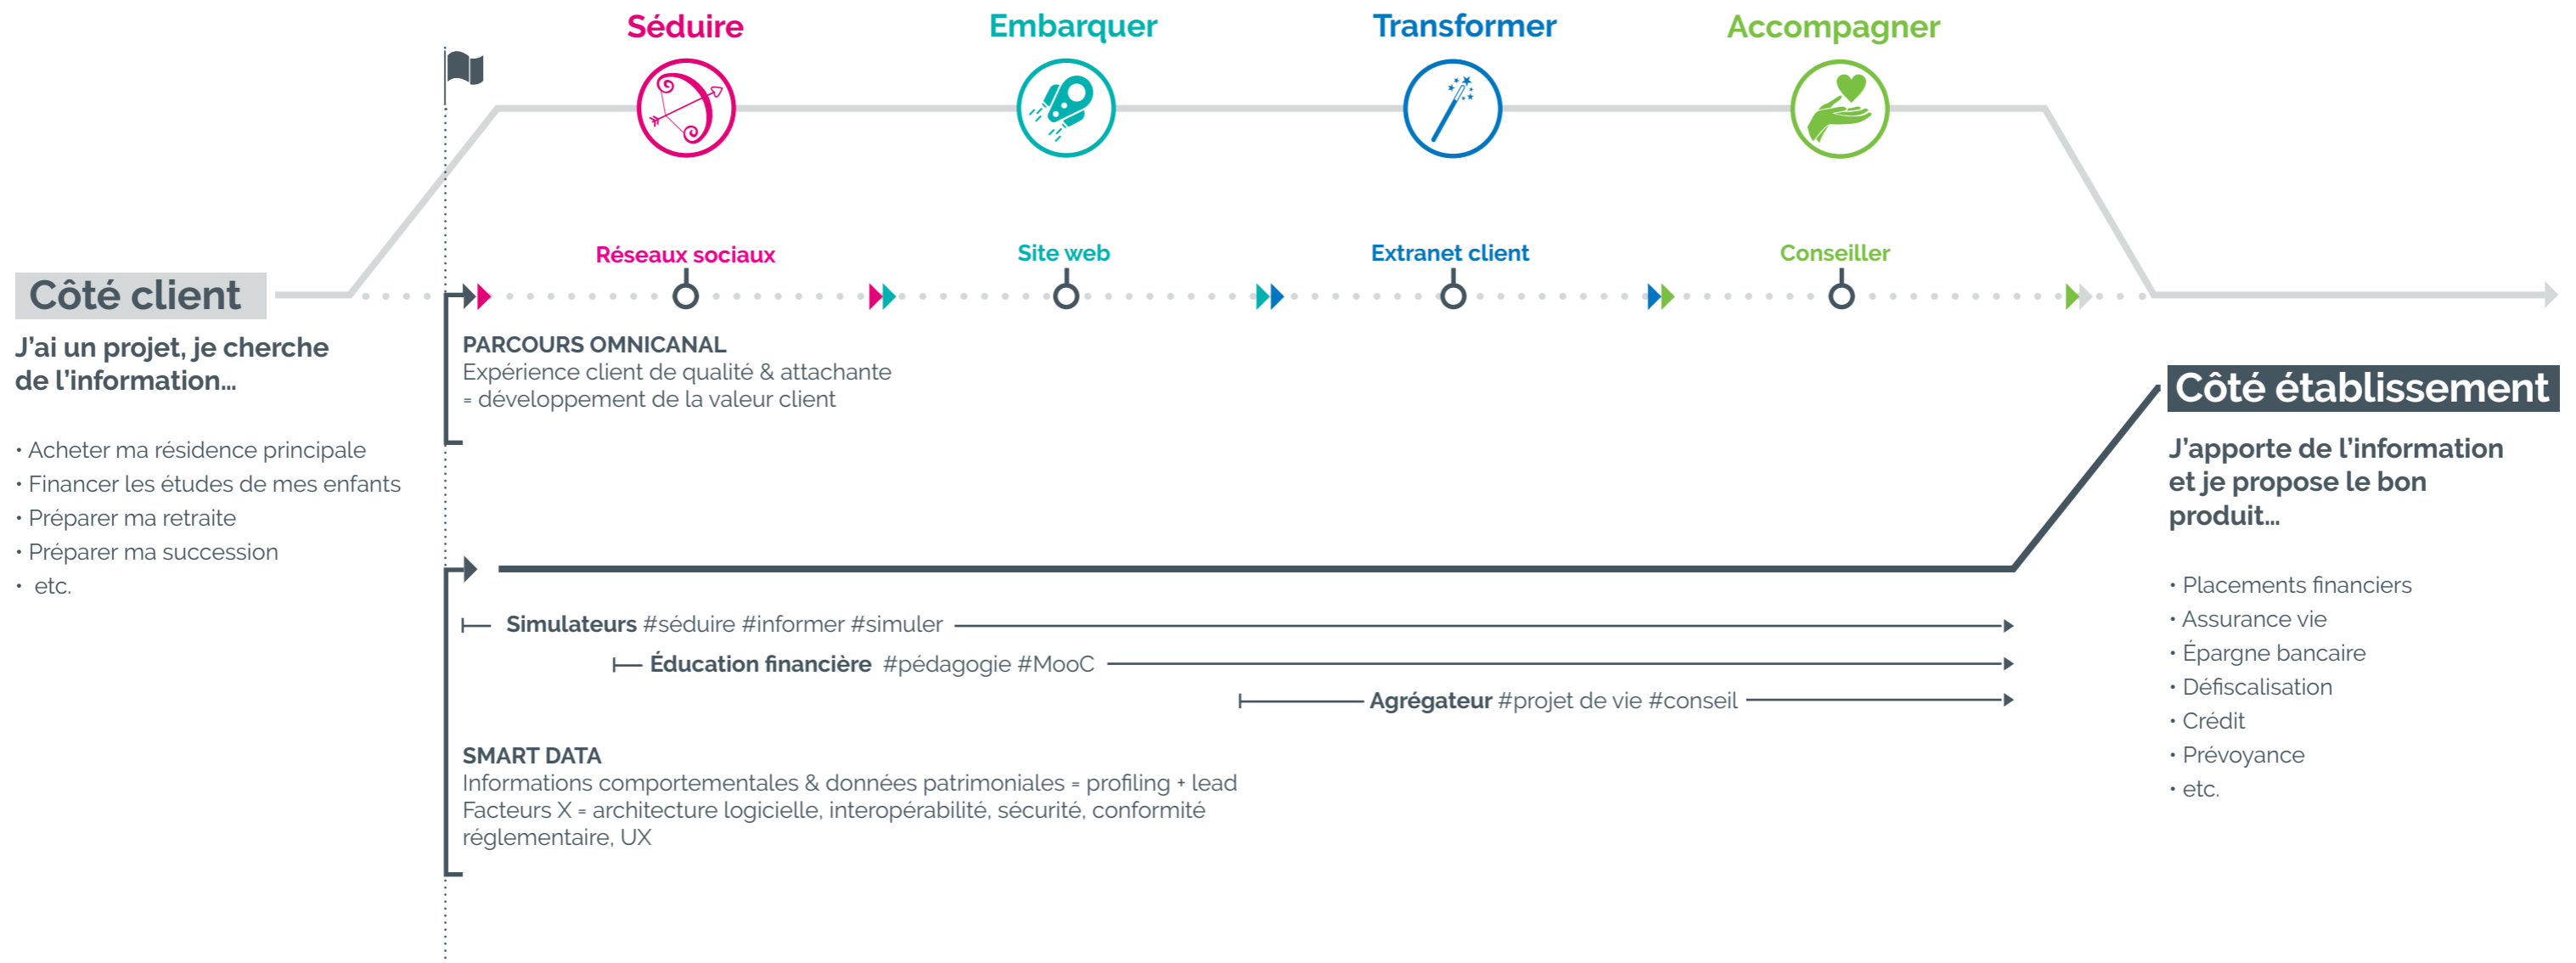 Séduire
Embarquer
Transformer
Accompagner
Réseaux sociaux
Site web
Extranet client
Conseiller
Côté client
J’ai un projet, je cherche
de l’information...
• Acheter ma résidence principale
• Financer les études de mes enfants
• Préparer ma retraite
• Préparer ma succession
• etc.
PARCOURS OMNICANAL
Expérience client de qualité & attachante
= développement de la valeur client
Simulateurs #séduire #informer #simuler
Éducation financière #pédagogie #MooC
Agrégateur #projet de vie #conseil
SMART DATA
Informations comportementales & données patrimoniales = profiling + lead
Facteurs X = architecture logicielle, interopérabilité, sécurité, conformité
réglementaire, UX
Côté établissement
J’apporte de l’information
et je propose le bon
produit...
• Placements financiers
• Assurance vie
• Épargne bancaire
• Défiscalisation
• Crédit
• Prévoyance
• etc.